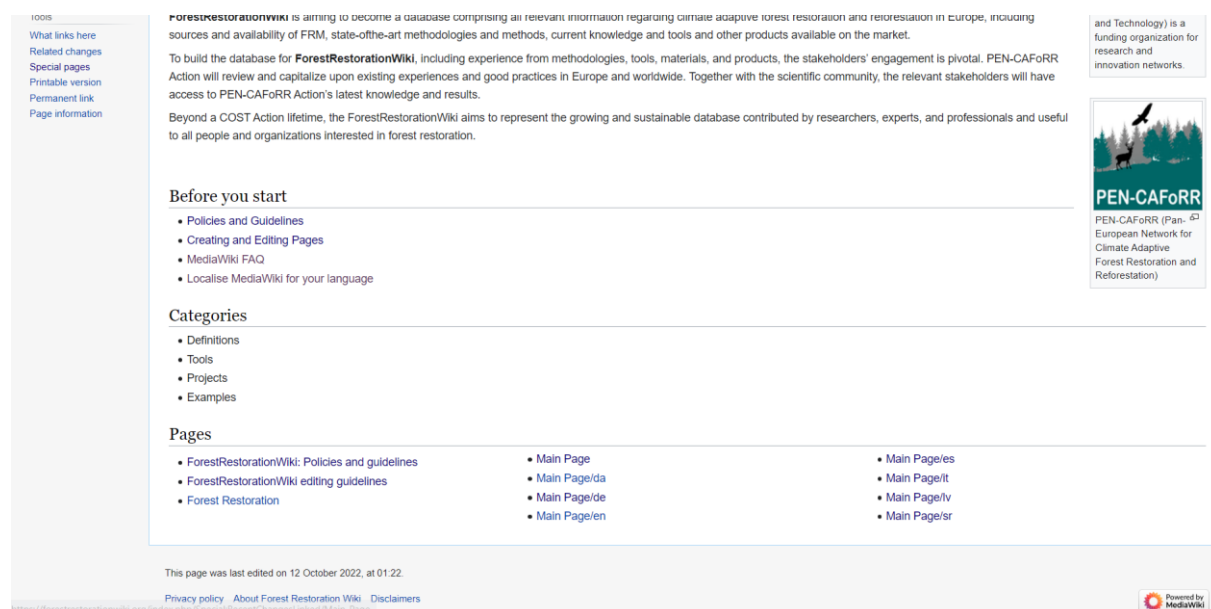 Tools
What links here
Related changes
Special pages
Printable version
Permanent link
Page information
ForestRestorationWiki is aiming to become a database comprising all relevant information regarding climate adaptive forest restoration and reforestation in Europe, including
sources and availability of FRM, state-ofthe-art methodologies and methods, current knowledge and tools and other products available on the market.
To build the database for ForestRestorationWiki, including experience from methodologies, tools, materials, and products, the stakeholders' engagement is pivotal. PEN-CAFoRR
Action will review and capitalize upon existing experiences and good practices in Europe and worldwide. Together with the scientific community, the relevant stakeholders will have
access to PEN-CAFoRR Action's latest knowledge and results.
Beyond a COST Action lifetime, the ForestRestorationWiki aims to represent the growing and sustainable database contributed by researchers, experts, and professionals and useful
to all people and organizations interested in forest restoration.
and Technology) is a
funding organization for
research and
innovation networks.
PEN-CAFoRR
PEN-CAFoRR (Pan-
European Network for
Climate Adaptive
Forest Restoration and
Reforestation)
Before you start
• Policies and Guidelines
• Creating and Editing Pages
• MediaWiki FAQ
• Localise MediaWiki for your language
Categories
• Definitions
• Tools
• Projects
• Examples
Pages
• ForestRestorationWiki: Policies and guidelines
• ForestRestorationWiki editing guidelines
• Forest Restoration
• Main Page
• Main Page/da
• Main Page/de
• Main Page/en
• Main Page/es
• Main Page/it
• Main Page/lv
• Main Page/sr
This page was last edited on 12 October 2022, at 01:22.
Privacy policy About Forest Restoration Wiki Disclaimers
Powered by
MediaWiki